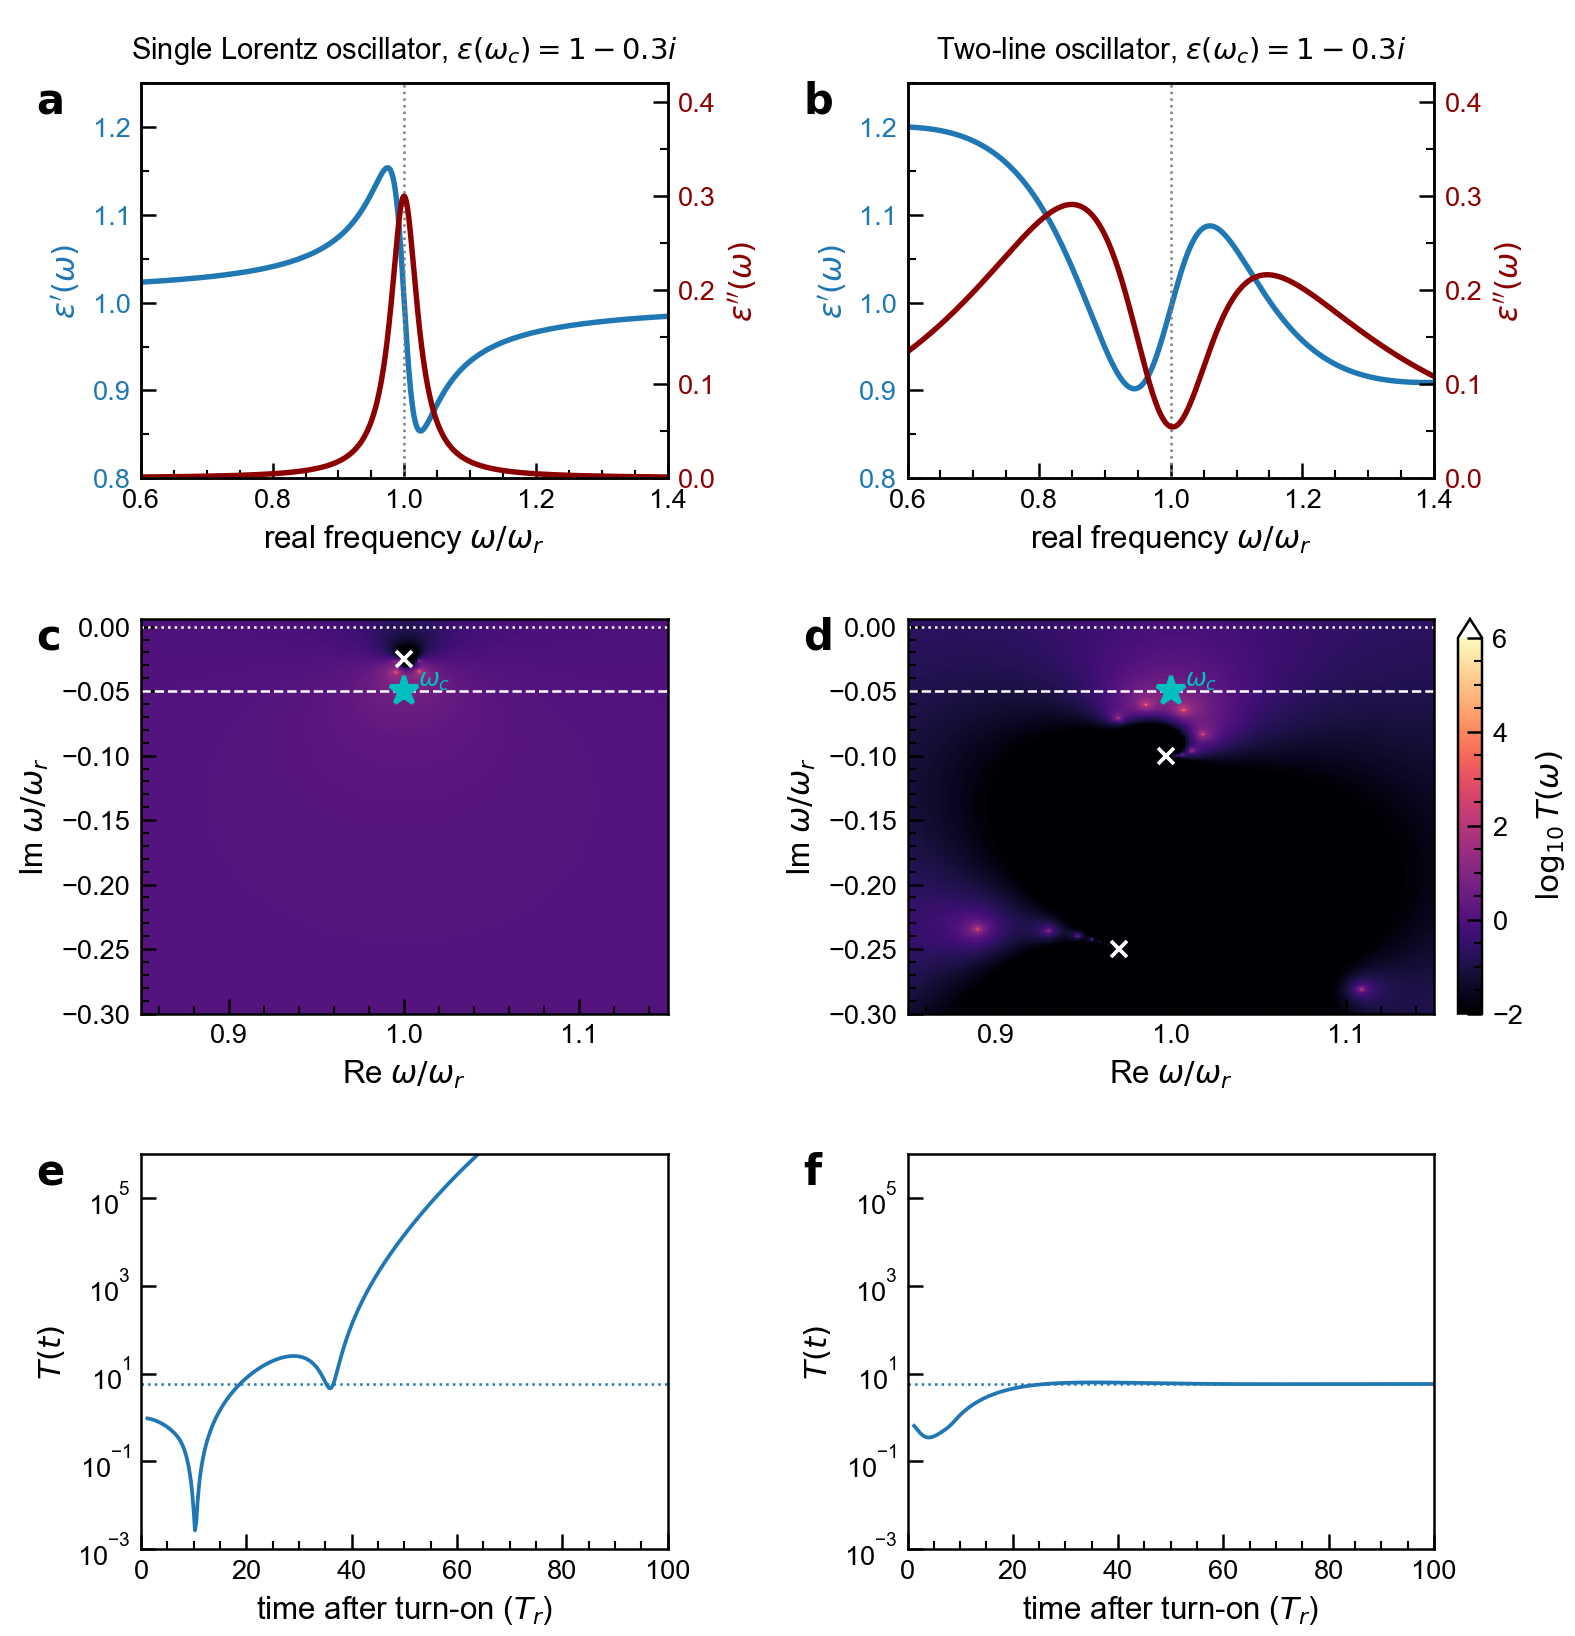 Single Lorentz oscillator, ε(ω_c) = 1 − 0.3i
Two-line oscillator, ε(ω_c) = 1 − 0.3i
a
1.2
1.1
1.0
0.9
0.8
ε′(ω)
0.4
0.3
0.2
0.1
0.0
ε″(ω)
0.6 0.8 1.0 1.2 1.4
real frequency ω/ω_r
b
1.2
1.1
1.0
0.9
0.8
ε′(ω)
0.4
0.3
0.2
0.1
0.0
ε″(ω)
0.6 0.8 1.0 1.2 1.4
real frequency ω/ω_r
c
0.00
−0.05
−0.10
−0.15
−0.20
−0.25
−0.30
Im ω/ω_r
ω_c
0.9 1.0 1.1
Re ω/ω_r
d
0.00
−0.05
−0.10
−0.15
−0.20
−0.25
−0.30
Im ω/ω_r
ω_c
0.9 1.0 1.1
Re ω/ω_r
6
4
2
0
−2
log₁₀ T(ω)
e
10⁵
10³
10¹
10⁻¹
10⁻³
T(t)
0 20 40 60 80 100
time after turn-on (T_r)
f
10⁵
10³
10¹
10⁻¹
10⁻³
T(t)
0 20 40 60 80 100
time after turn-on (T_r)